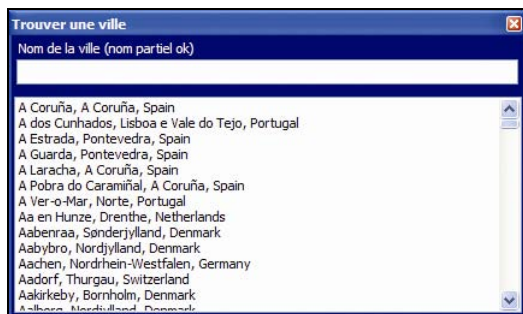 Trouver une ville
Nom de la ville (nom partiel ok)
A Coruña, A Coruña, Spain
A dos Cunhados, Lisboa e Vale do Tejo, Portugal
A Estrada, Pontevedra, Spain
A Guarda, Pontevedra, Spain
A Laracha, A Coruña, Spain
A Pobra do Caramiñal, A Coruña, Spain
A Ver-o-Mar, Norte, Portugal
Aa en Hunze, Drenthe, Netherlands
Aabenraa, Sønderjylland, Denmark
Aabybro, Nordjylland, Denmark
Aachen, Nordrhein-Westfalen, Germany
Aadorf, Thurgau, Switzerland
Aakirkeby, Bornholm, Denmark
Aalborg, Nordjylland, Denmark